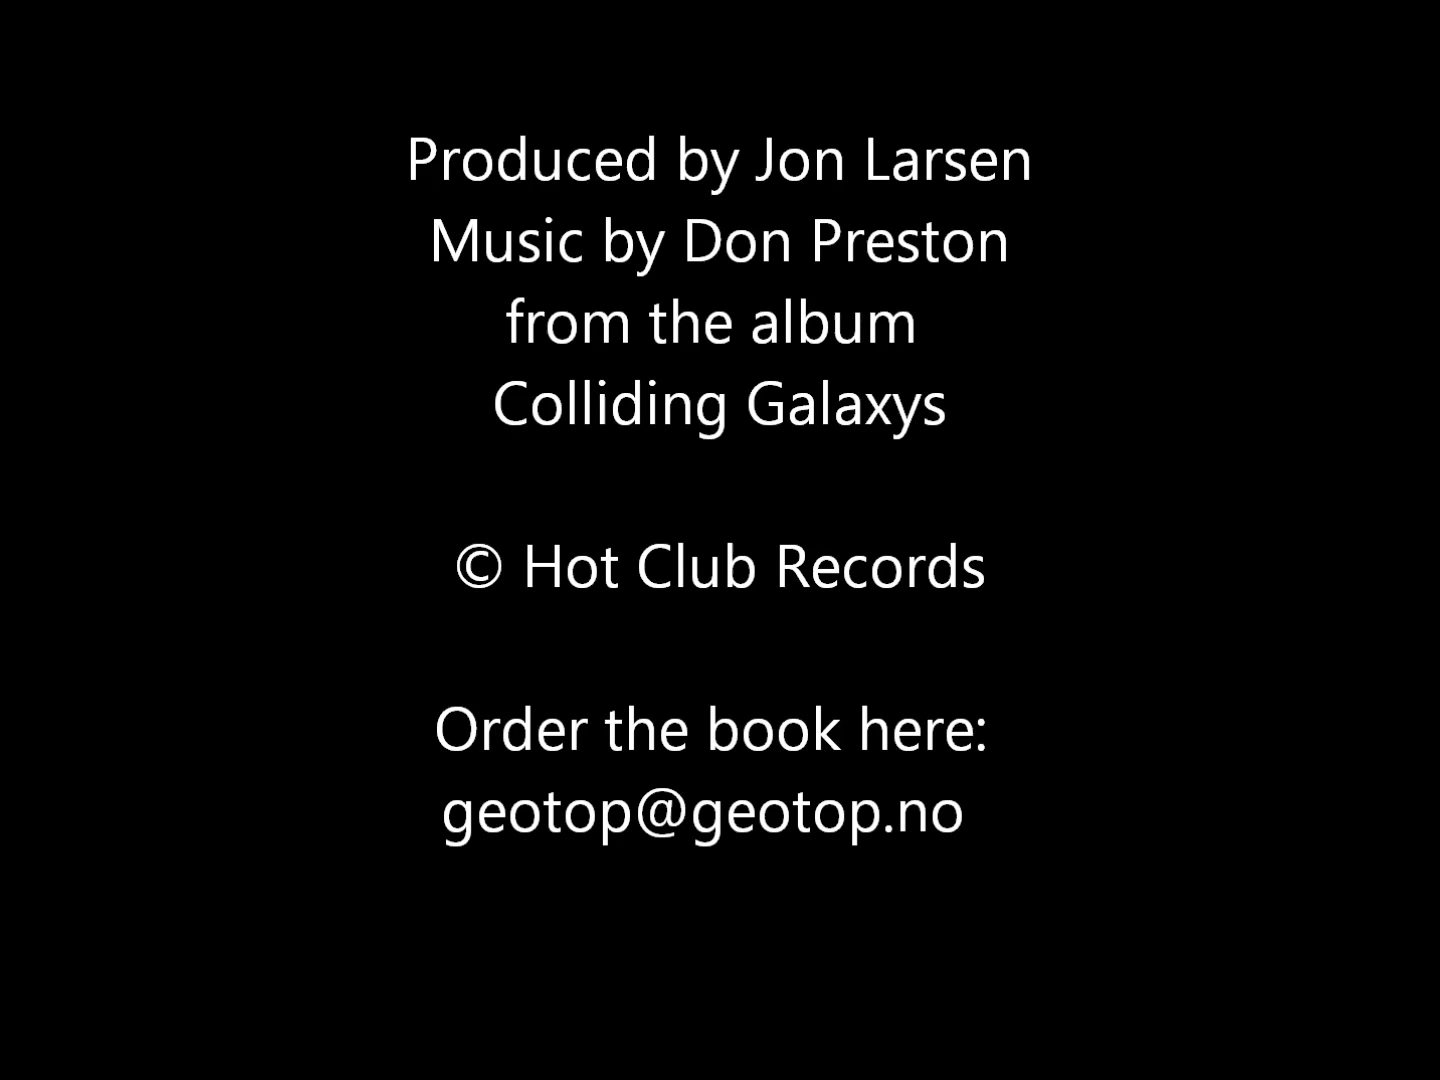 Produced by Jon Larsen
Music by Don Preston
from the album
Colliding Galaxys
© Hot Club Records
Order the book here:
geotop@geotop.no